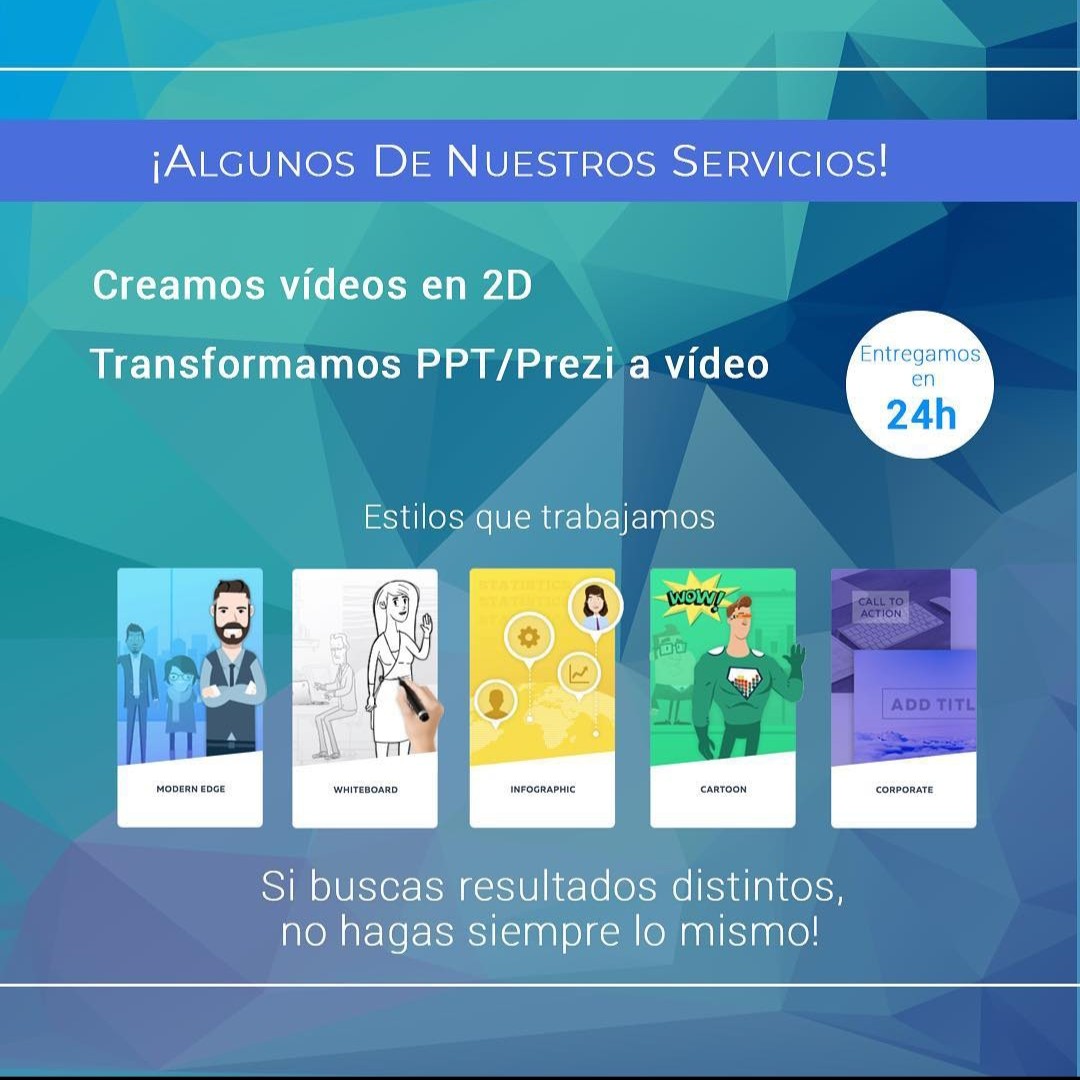 ¡Algunos De Nuestros Servicios!
Creamos vídeos en 2D
Transformamos PPT/Prezi a vídeo
Entregamos
en
24h
Estilos que trabajamos
STATISTICS
STATISTICS
WOW!
CALL TO
ACTION
ADD TITL
MODERN EDGE
WHITEBOARD
INFOGRAPHIC
CARTOON
CORPORATE
Si buscas resultados distintos,
no hagas siempre lo mismo!